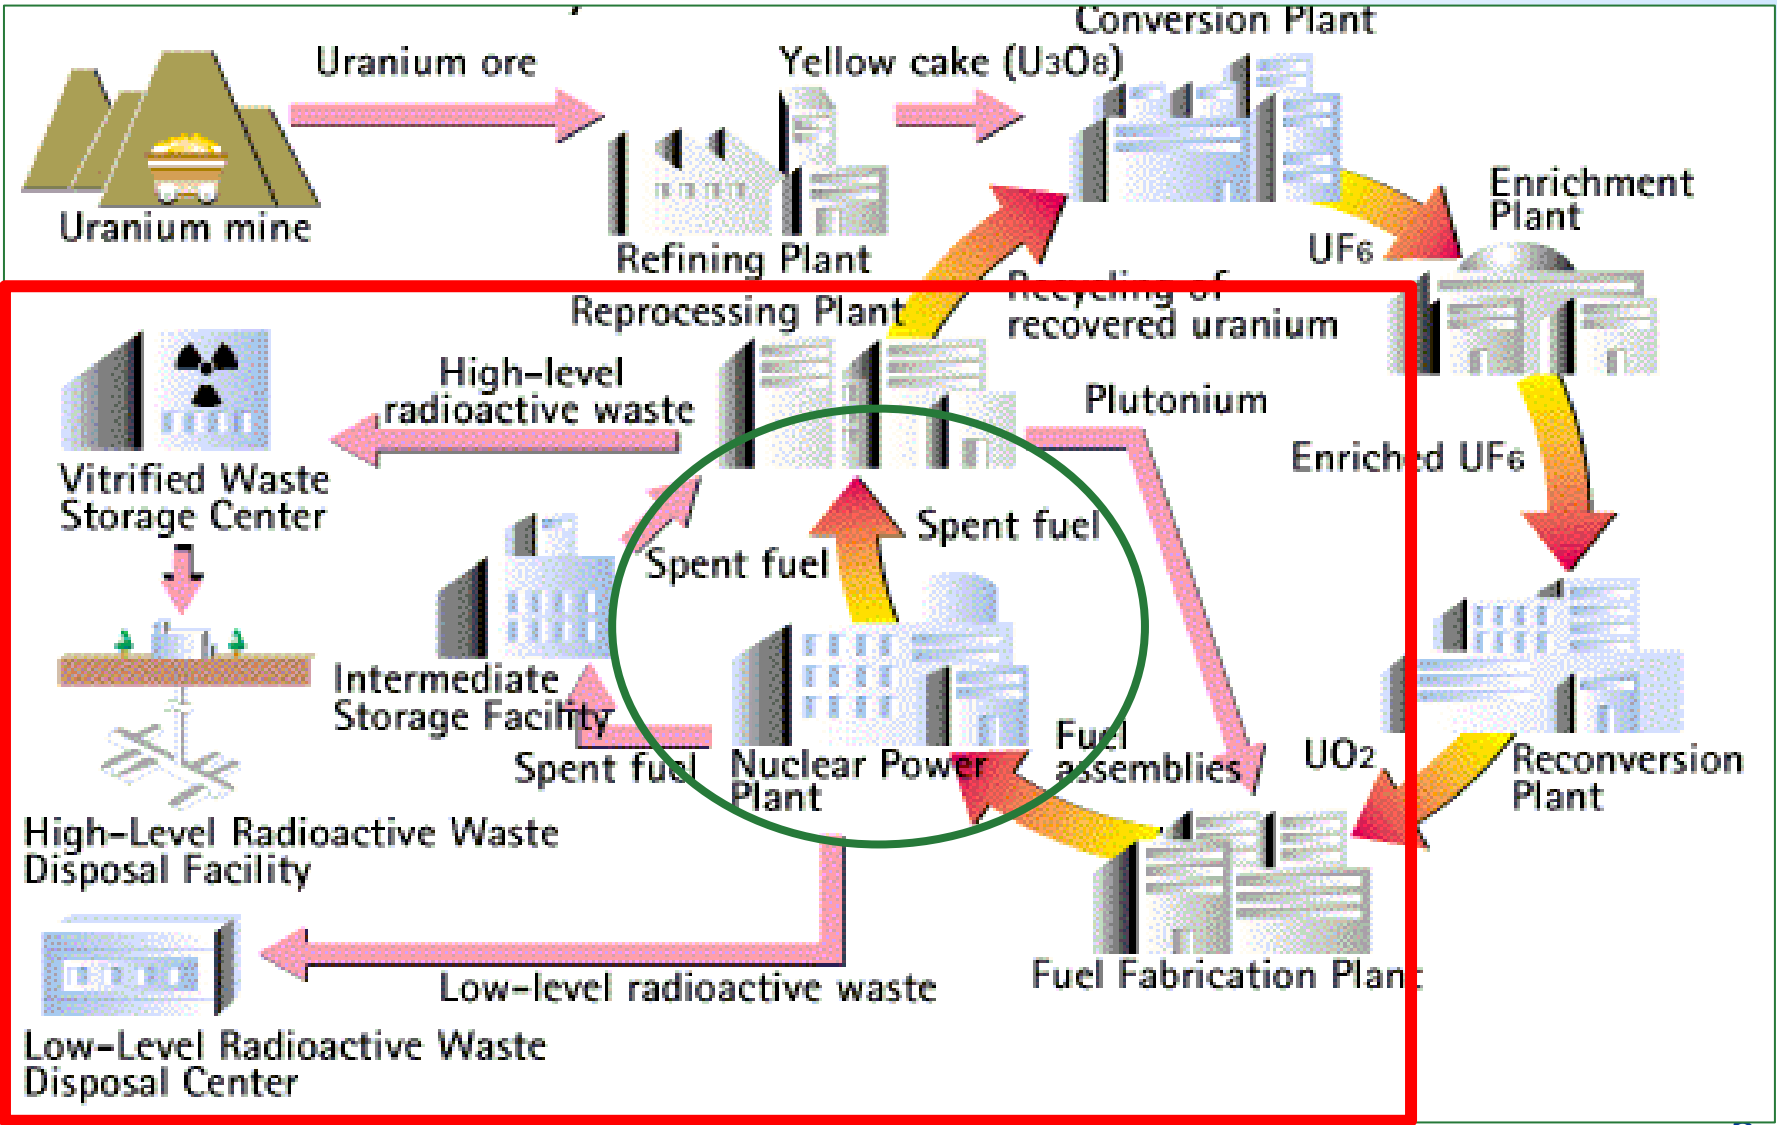 Conversion Plant
Uranium ore
Yellow cake (U3O8)
Uranium mine
Refining Plant
Enrichment
Plant
UF6
Recycling of
recovered uranium
Reprocessing Plant
High-level
radioactive waste
Plutonium
Enriched UF6
Vitrified Waste
Storage Center
Spent fuel
Spent fuel
Intermediate
Storage Facility
Spent fuel
Nuclear Power
Plant
Fuel
assemblies
UO2
Reconversion
Plant
High-Level Radioactive Waste
Disposal Facility
Fuel Fabrication Plant
Low-level radioactive waste
Low-Level Radioactive Waste
Disposal Center